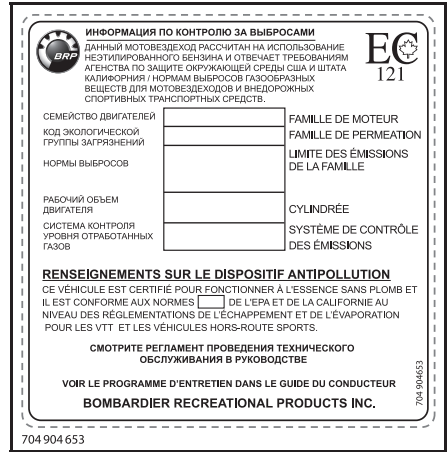 ИНФОРМАЦИЯ ПО КОНТРОЛЮ ЗА ВЫБРОСАМИ
BRP
ДАННЫЙ МОТОВЕЗДЕХОД РАССЧИТАН НА ИСПОЛЬЗОВАНИЕ
НЕЭТИЛИРОВАННОГО БЕНЗИНА И ОТВЕЧАЕТ ТРЕБОВАНИЯМ
АГЕНСТВА ПО ЗАЩИТЕ ОКРУЖАЮЩЕЙ СРЕДЫ США И ШТАТА
КАЛИФОРНИЯ / НОРМАМ ВЫБРОСОВ ГАЗООБРАЗНЫХ
ВЕЩЕСТВ ДЛЯ МОТОВЕЗДЕХОДОВ И ВНЕДОРОЖНЫХ
СПОРТИВНЫХ ТРАНСПОРТНЫХ СРЕДСТВ.
EC
121
СЕМЕЙСТВО ДВИГАТЕЛЕЙ FAMILLE DE MOTEUR
КОД ЭКОЛОГИЧЕСКОЙ FAMILLE DE PERMEATION
ГРУППЫ ЗАГРЯЗНЕНИЙ
НОРМЫ ВЫБРОСОВ LIMITE DES ÉMISSIONS
DE LA FAMILLE
РАБОЧИЙ ОБЪЕМ
ДВИГАТЕЛЯ CYLINDRÉE
СИСТЕМА КОНТРОЛЯ SYSTÈME DE CONTRÔLE
УРОВНЯ ОТРАБОТАННЫХ
ГАЗОВ DES ÉMISSIONS
RENSEIGNEMENTS SUR LE DISPOSITIF ANTIPOLLUTION
CE VÉHICULE EST CERTIFIÉ POUR FONCTIONNER À L'ESSENCE SANS PLOMB ET
IL EST CONFORME AUX NORMES DE L'EPA ET DE LA CALIFORNIE AU
NIVEAU DES RÉGLEMENTATIONS DE L'ÉCHAPPEMENT ET DE L'ÉVAPORATION
POUR LES VTT ET LES VÉHICULES HORS-ROUTE SPORTS.
СМОТРИТЕ РЕГЛАМЕНТ ПРОВЕДЕНИЯ ТЕХНИЧЕСКОГО
ОБСЛУЖИВАНИЯ В РУКОВОДСТВЕ
VOIR LE PROGRAMME D'ENTRETIEN DANS LE GUIDE DU CONDUCTEUR
BOMBARDIER RECREATIONAL PRODUCTS INC.
704 904653
704 904 653